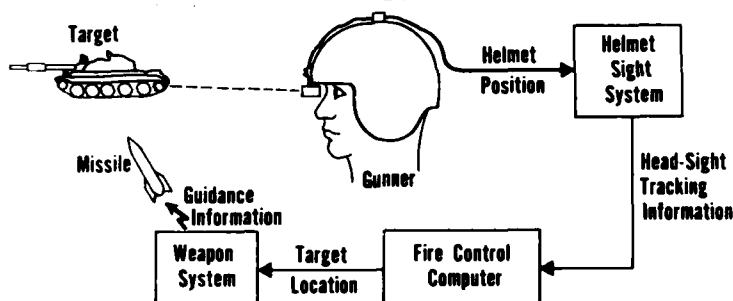 Target
Helmet
Position
Helmet
Sight
System
Missile
Gunner
Head-Sight
Tracking
Information
Guidance
Information
Weapon
System
Target
Location
Fire Control
Computer